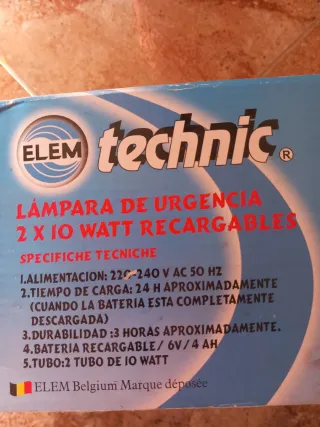 ELEM technic ®
LÁMPARA DE URGENCIA
2 X 10 WATT RECARGABLES
SPECIFICHE TECNICHE
1.ALIMENTACION: 220-240 V AC 50 HZ
2.TIEMPO DE CARGA: 24 H APROXIMADAMENTE
(CUANDO LA BATERIA ESTA COMPLETAMENTE
DESCARGADA)
3.DURABILIDAD :3 HORAS APROXIMADAMENTE.
4.BATERIA RECARGABLE/ 6V/ 4 AH
5.TUBO:2 TUBO DE 10 WATT
ELEM Belgium Marque déposée